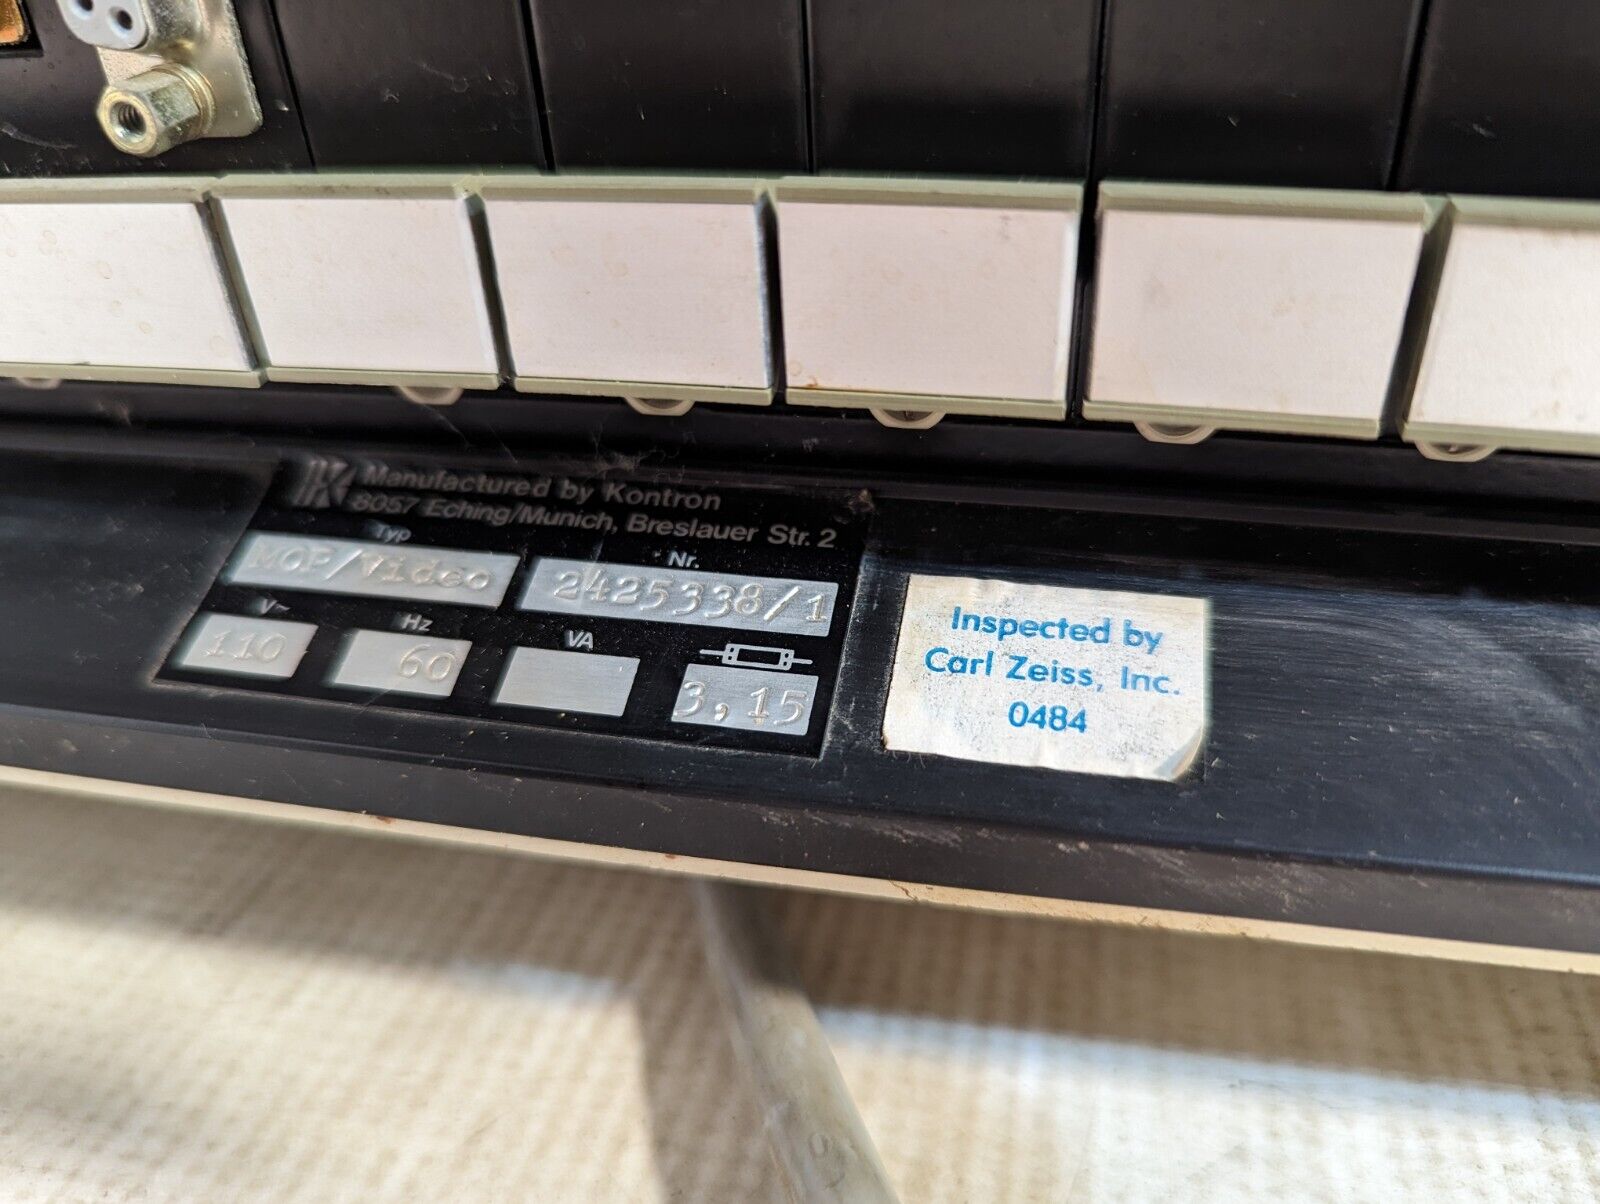 Manufactured by Kontron
8057 Eching/Munich, Breslauer Str. 2
Typ
MOP/Video
Nr.
2425338/1
V~
110
Hz
60
VA
3,15
Inspected by
Carl Zeiss, Inc.
0484